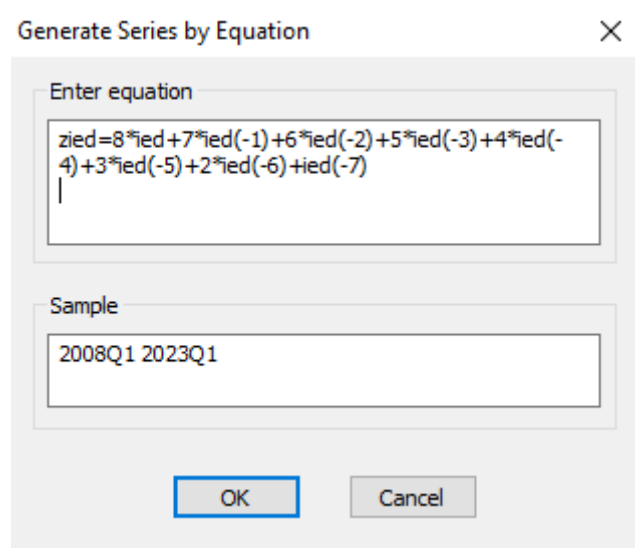 Generate Series by Equation
Enter equation
zied=8*ied+7*ied(-1)+6*ied(-2)+5*ied(-3)+4*ied(-
4)+3*ied(-5)+2*ied(-6)+ied(-7)
Sample
2008Q1 2023Q1
OK
Cancel